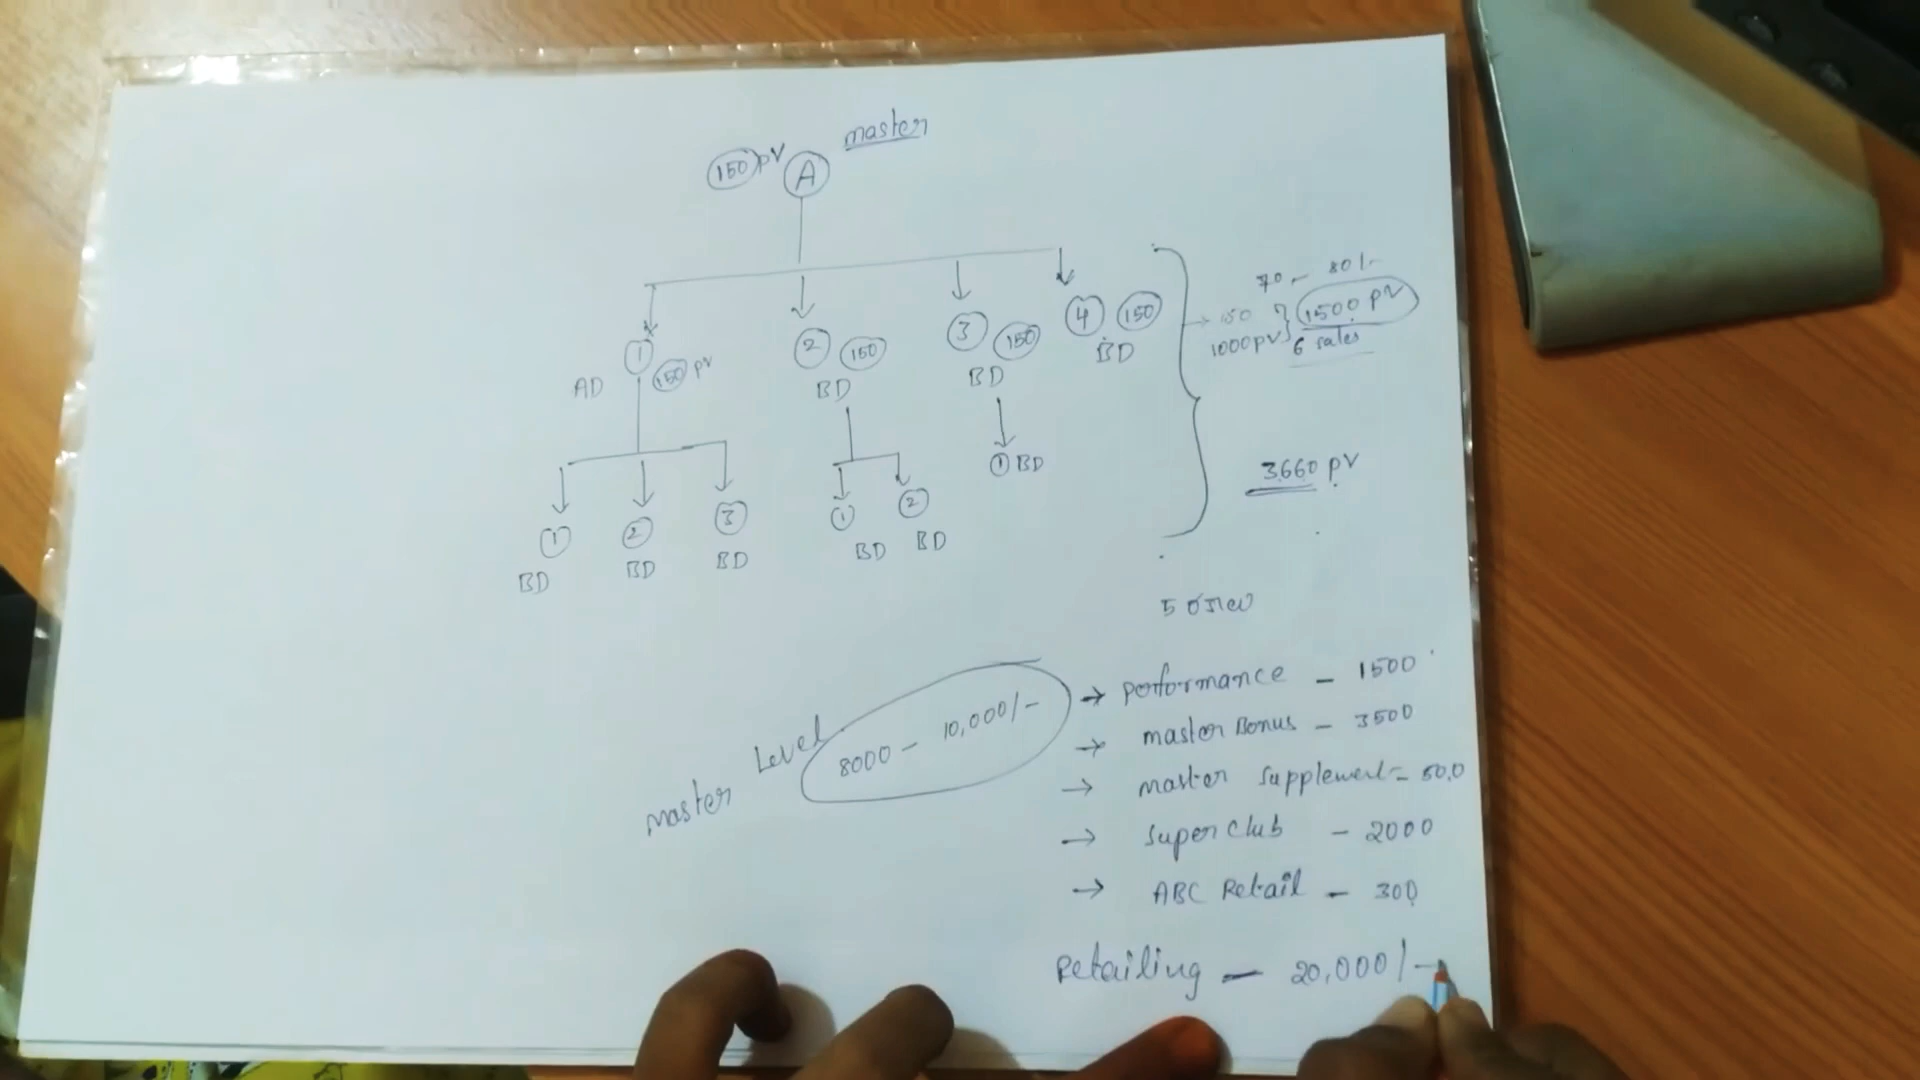 master
150 PV A
70 - 80/-
150 } 1500 PV
1000 PV 6 sales
1 150 PV
AD
2 150
BD
3 150
BD
4 150
BD
1 BD
3660 PV
1 2 3
BD BD BD
1 2
BD BD
Performance - 1500
master Bonus - 3500
master Supplement -
Super Club - 2000
ABC Retail - 300
master Level 8000 - 10,000/-
Retailing - 20,000/-